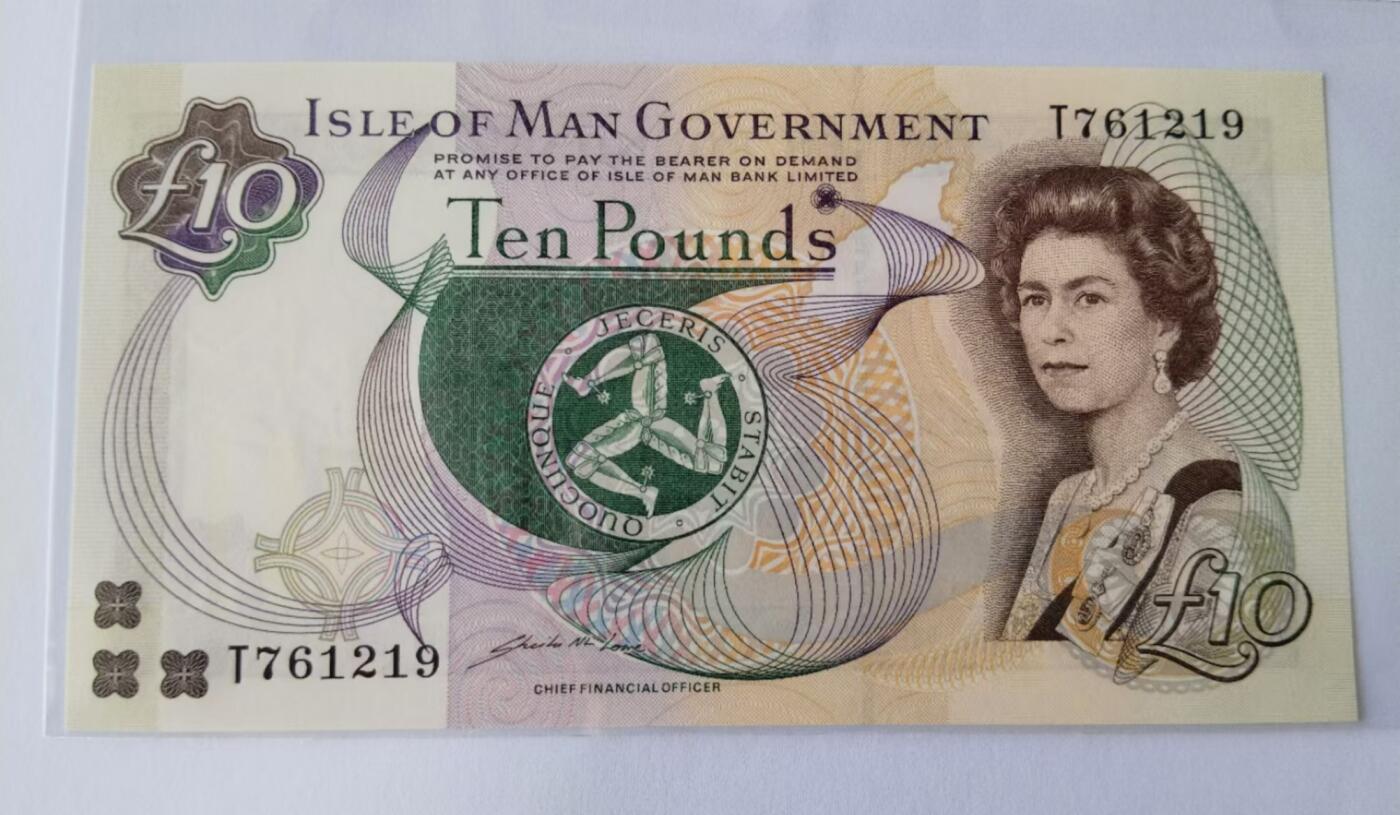 ISLE OF MAN GOVERNMENT
T761219
£10
PROMISE TO PAY THE BEARER ON DEMAND
AT ANY OFFICE OF ISLE OF MAN BANK LIMITED
Ten Pounds
QUOCUNQUE JECERIS STABIT
£10
T761219
CHIEF FINANCIAL OFFICER